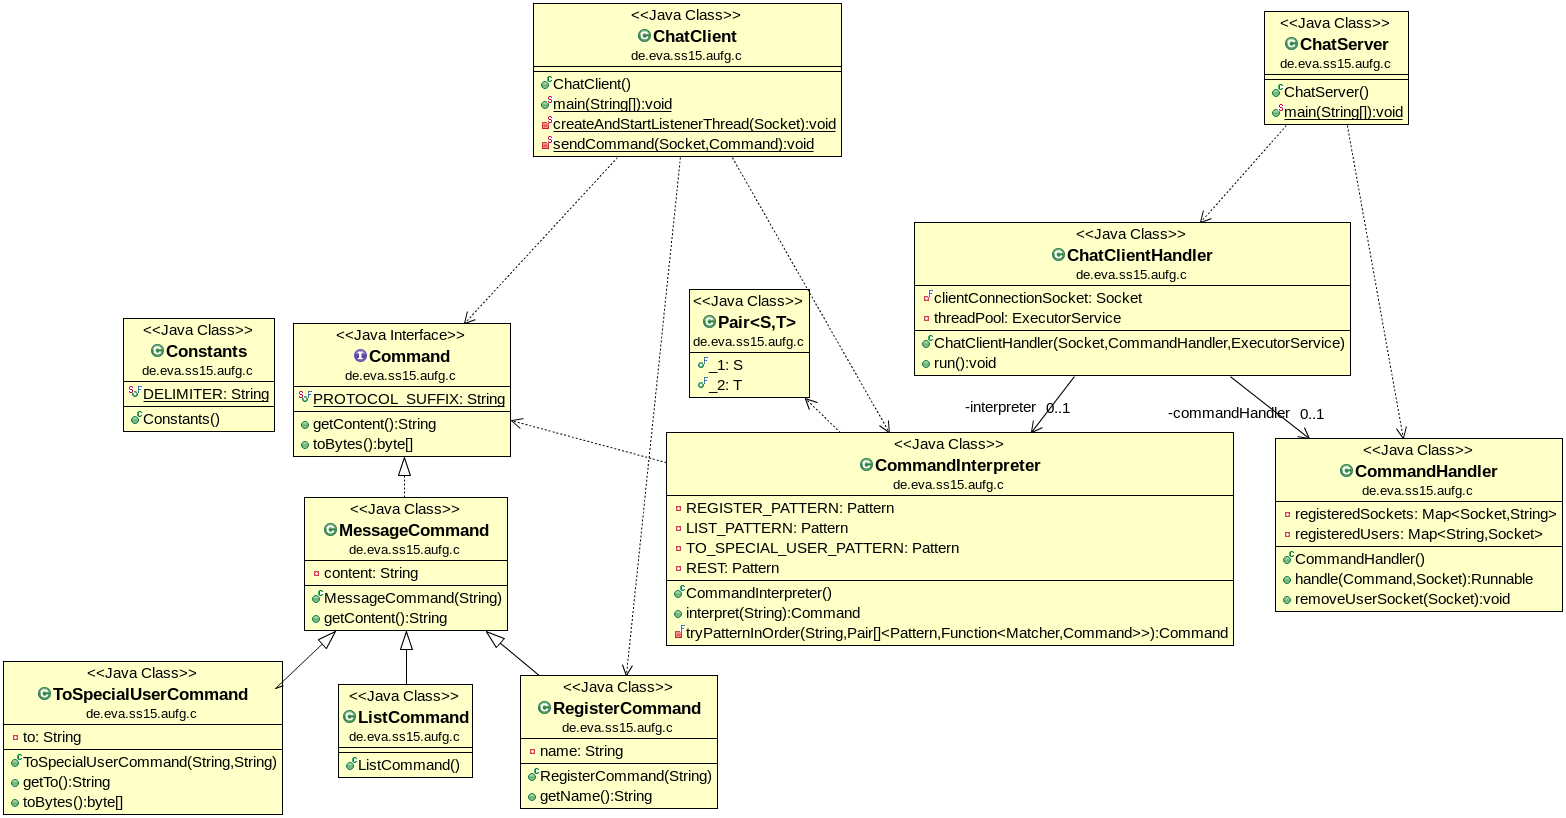 <<Java Class>>
ChatClient
de.eva.ss15.aufg.c
ChatClient()
main(String[]):void
createAndStartListenerThread(Socket):void
sendCommand(Socket,Command):void
<<Java Class>>
ChatServer
de.eva.ss15.aufg.c
ChatServer()
main(String[]):void
<<Java Class>>
ChatClientHandler
de.eva.ss15.aufg.c
clientConnectionSocket: Socket
threadPool: ExecutorService
ChatClientHandler(Socket,CommandHandler,ExecutorService)
run():void
-interpreter 0..1
-commandHandler 0..1
<<Java Class>>
Pair<S,T>
de.eva.ss15.aufg.c
_1: S
_2: T
<<Java Class>>
Constants
de.eva.ss15.aufg.c
DELIMITER: String
Constants()
<<Java Interface>>
Command
de.eva.ss15.aufg.c
PROTOCOL_SUFFIX: String
getContent():String
toBytes():byte[]
<<Java Class>>
CommandInterpreter
de.eva.ss15.aufg.c
REGISTER_PATTERN: Pattern
LIST_PATTERN: Pattern
TO_SPECIAL_USER_PATTERN: Pattern
REST: Pattern
CommandInterpreter()
interpret(String):Command
tryPatternInOrder(String,Pair[]<Pattern,Function<Matcher,Command>>):Command
<<Java Class>>
CommandHandler
de.eva.ss15.aufg.c
registeredSockets: Map<Socket,String>
registeredUsers: Map<String,Socket>
CommandHandler()
handle(Command,Socket):Runnable
removeUserSocket(Socket):void
<<Java Class>>
MessageCommand
de.eva.ss15.aufg.c
content: String
MessageCommand(String)
getContent():String
<<Java Class>>
ToSpecialUserCommand
de.eva.ss15.aufg.c
to: String
ToSpecialUserCommand(String,String)
getTo():String
toBytes():byte[]
<<Java Class>>
ListCommand
de.eva.ss15.aufg.c
ListCommand()
<<Java Class>>
RegisterCommand
de.eva.ss15.aufg.c
name: String
RegisterCommand(String)
getName():String